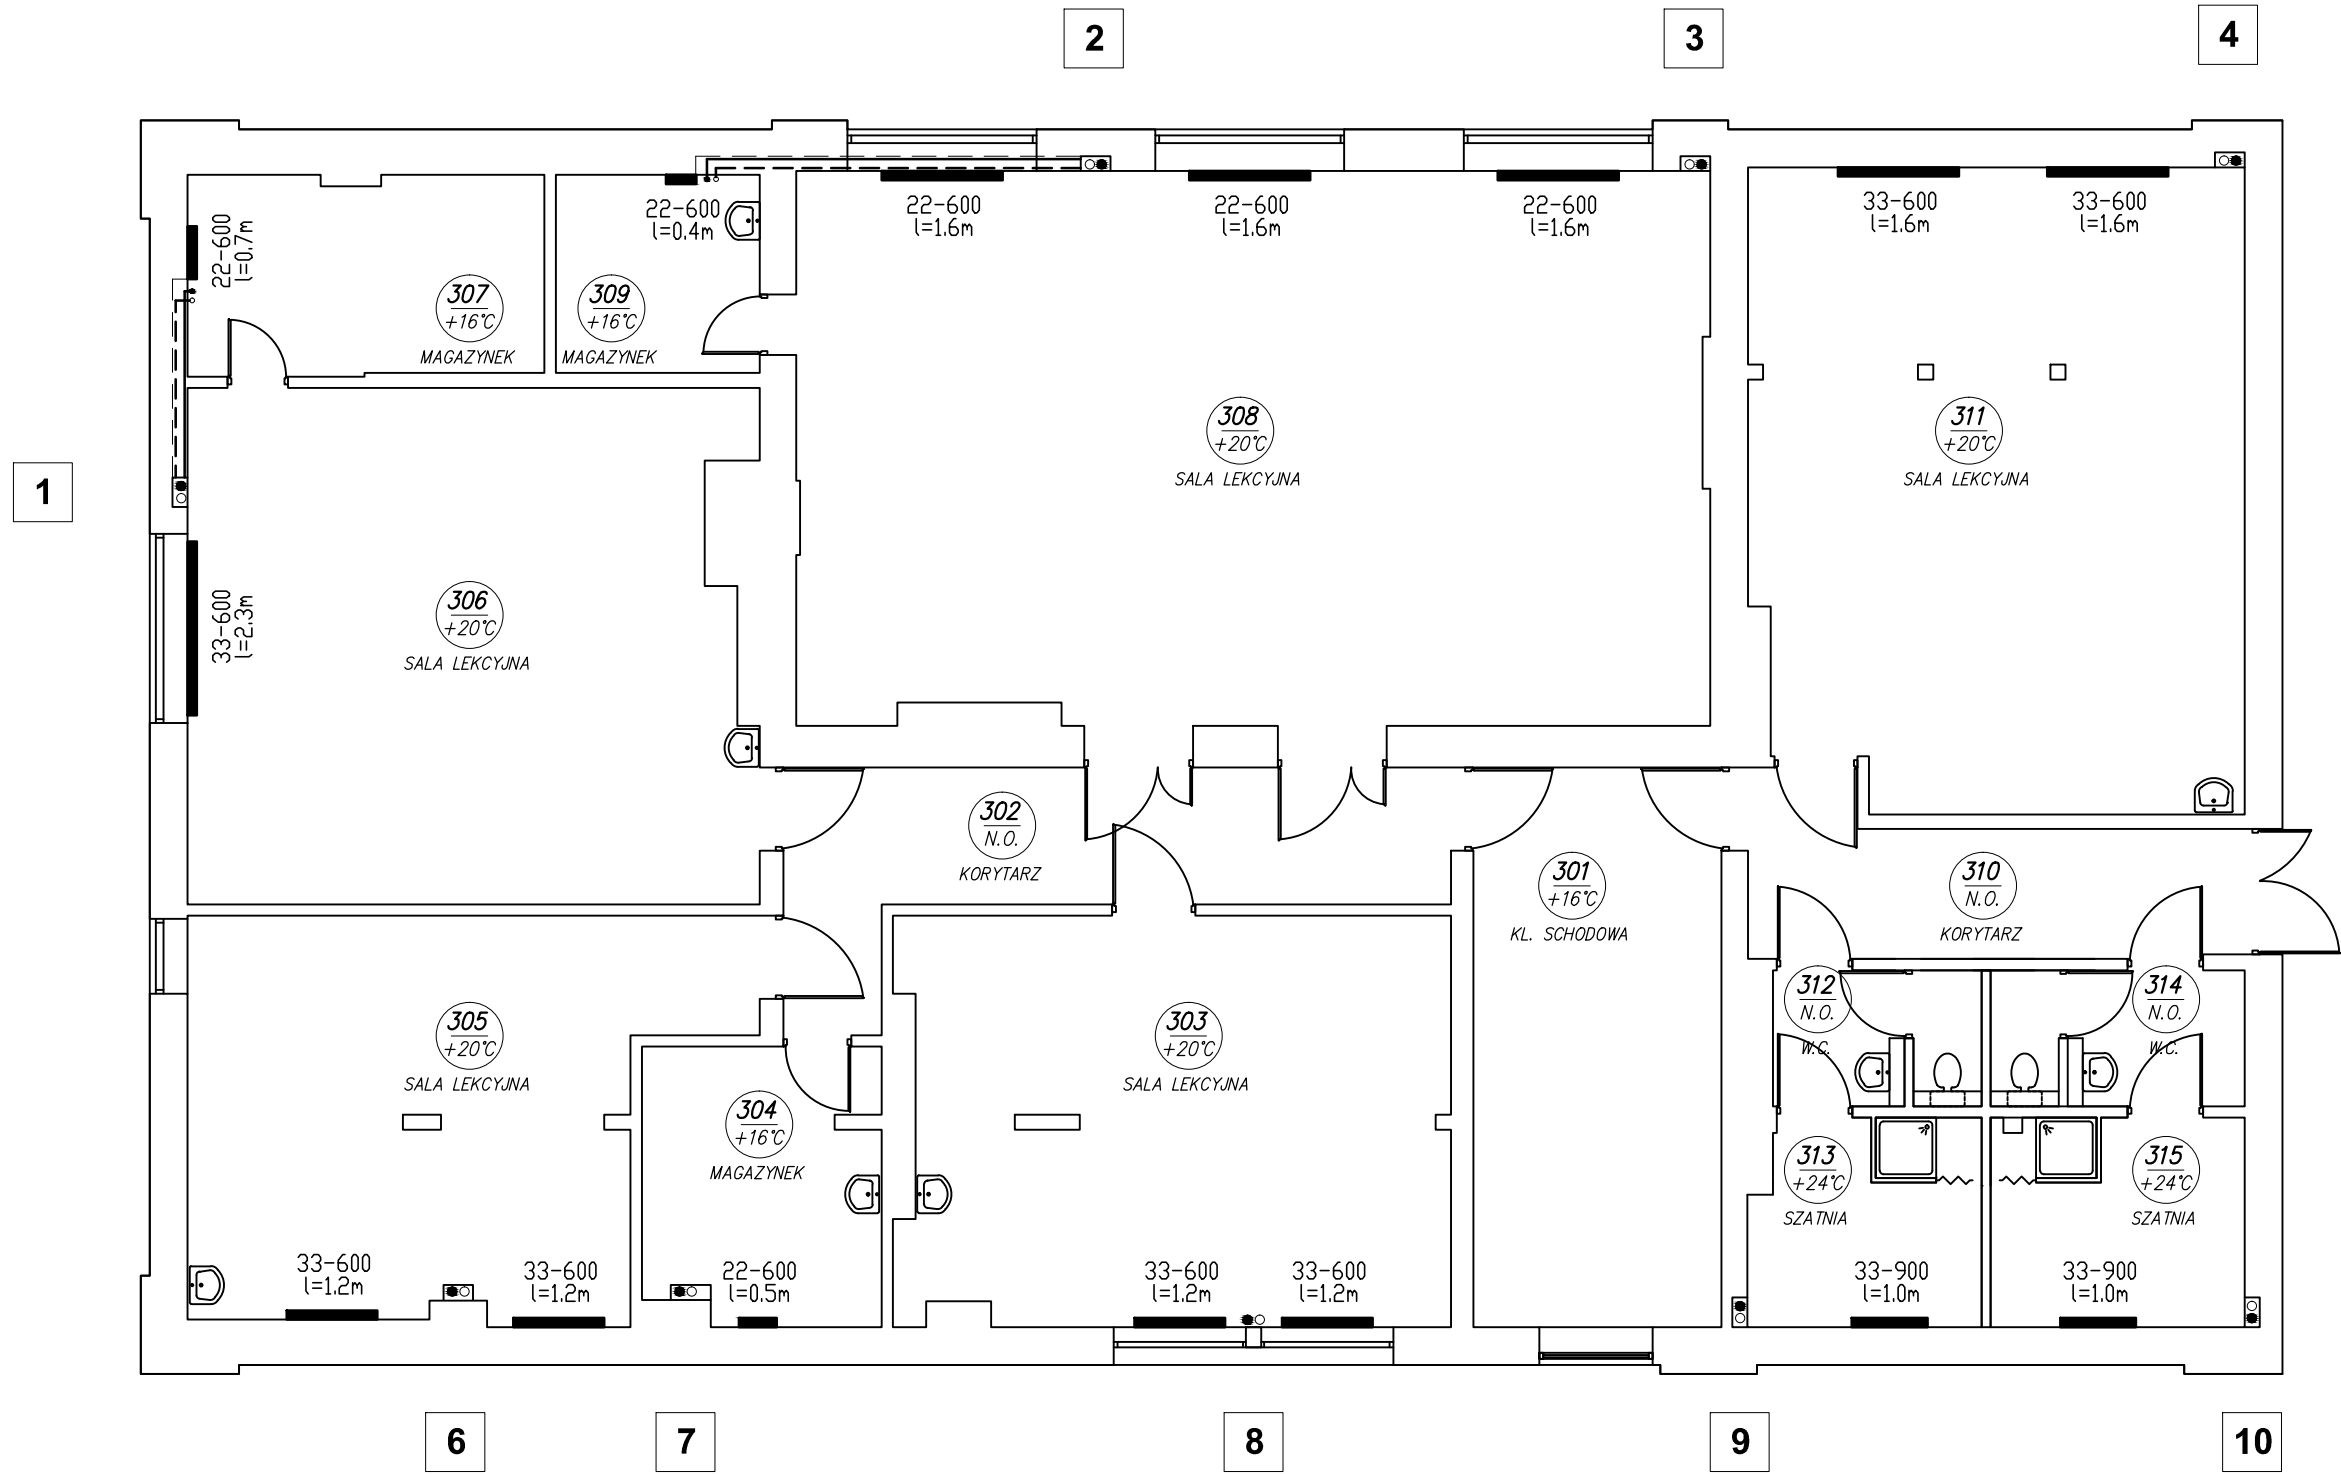 2
3
4
22-600
l=0.7m
22-600
l=0.4m
22-600
l=1.6m
22-600
l=1.6m
22-600
l=1.6m
33-600
l=1.6m
33-600
l=1.6m
307
+16°C
MAGAZYNEK
309
+16°C
MAGAZYNEK
308
+20°C
SALA LEKCYJNA
311
+20°C
SALA LEKCYJNA
1
33-600
l=2.3m
306
+20°C
SALA LEKCYJNA
302
N.O.
KORYTARZ
301
+16°C
KL. SCHODOWA
310
N.O.
KORYTARZ
312
N.O.
W.C.
314
N.O.
W.C.
305
+20°C
SALA LEKCYJNA
303
+20°C
SALA LEKCYJNA
304
+16°C
MAGAZYNEK
313
+24°C
SZATNIA
315
+24°C
SZATNIA
33-600
l=1.2m
33-600
l=1.2m
22-600
l=0.5m
33-600
l=1.2m
33-600
l=1.2m
33-900
l=1.0m
33-900
l=1.0m
6
7
8
9
10